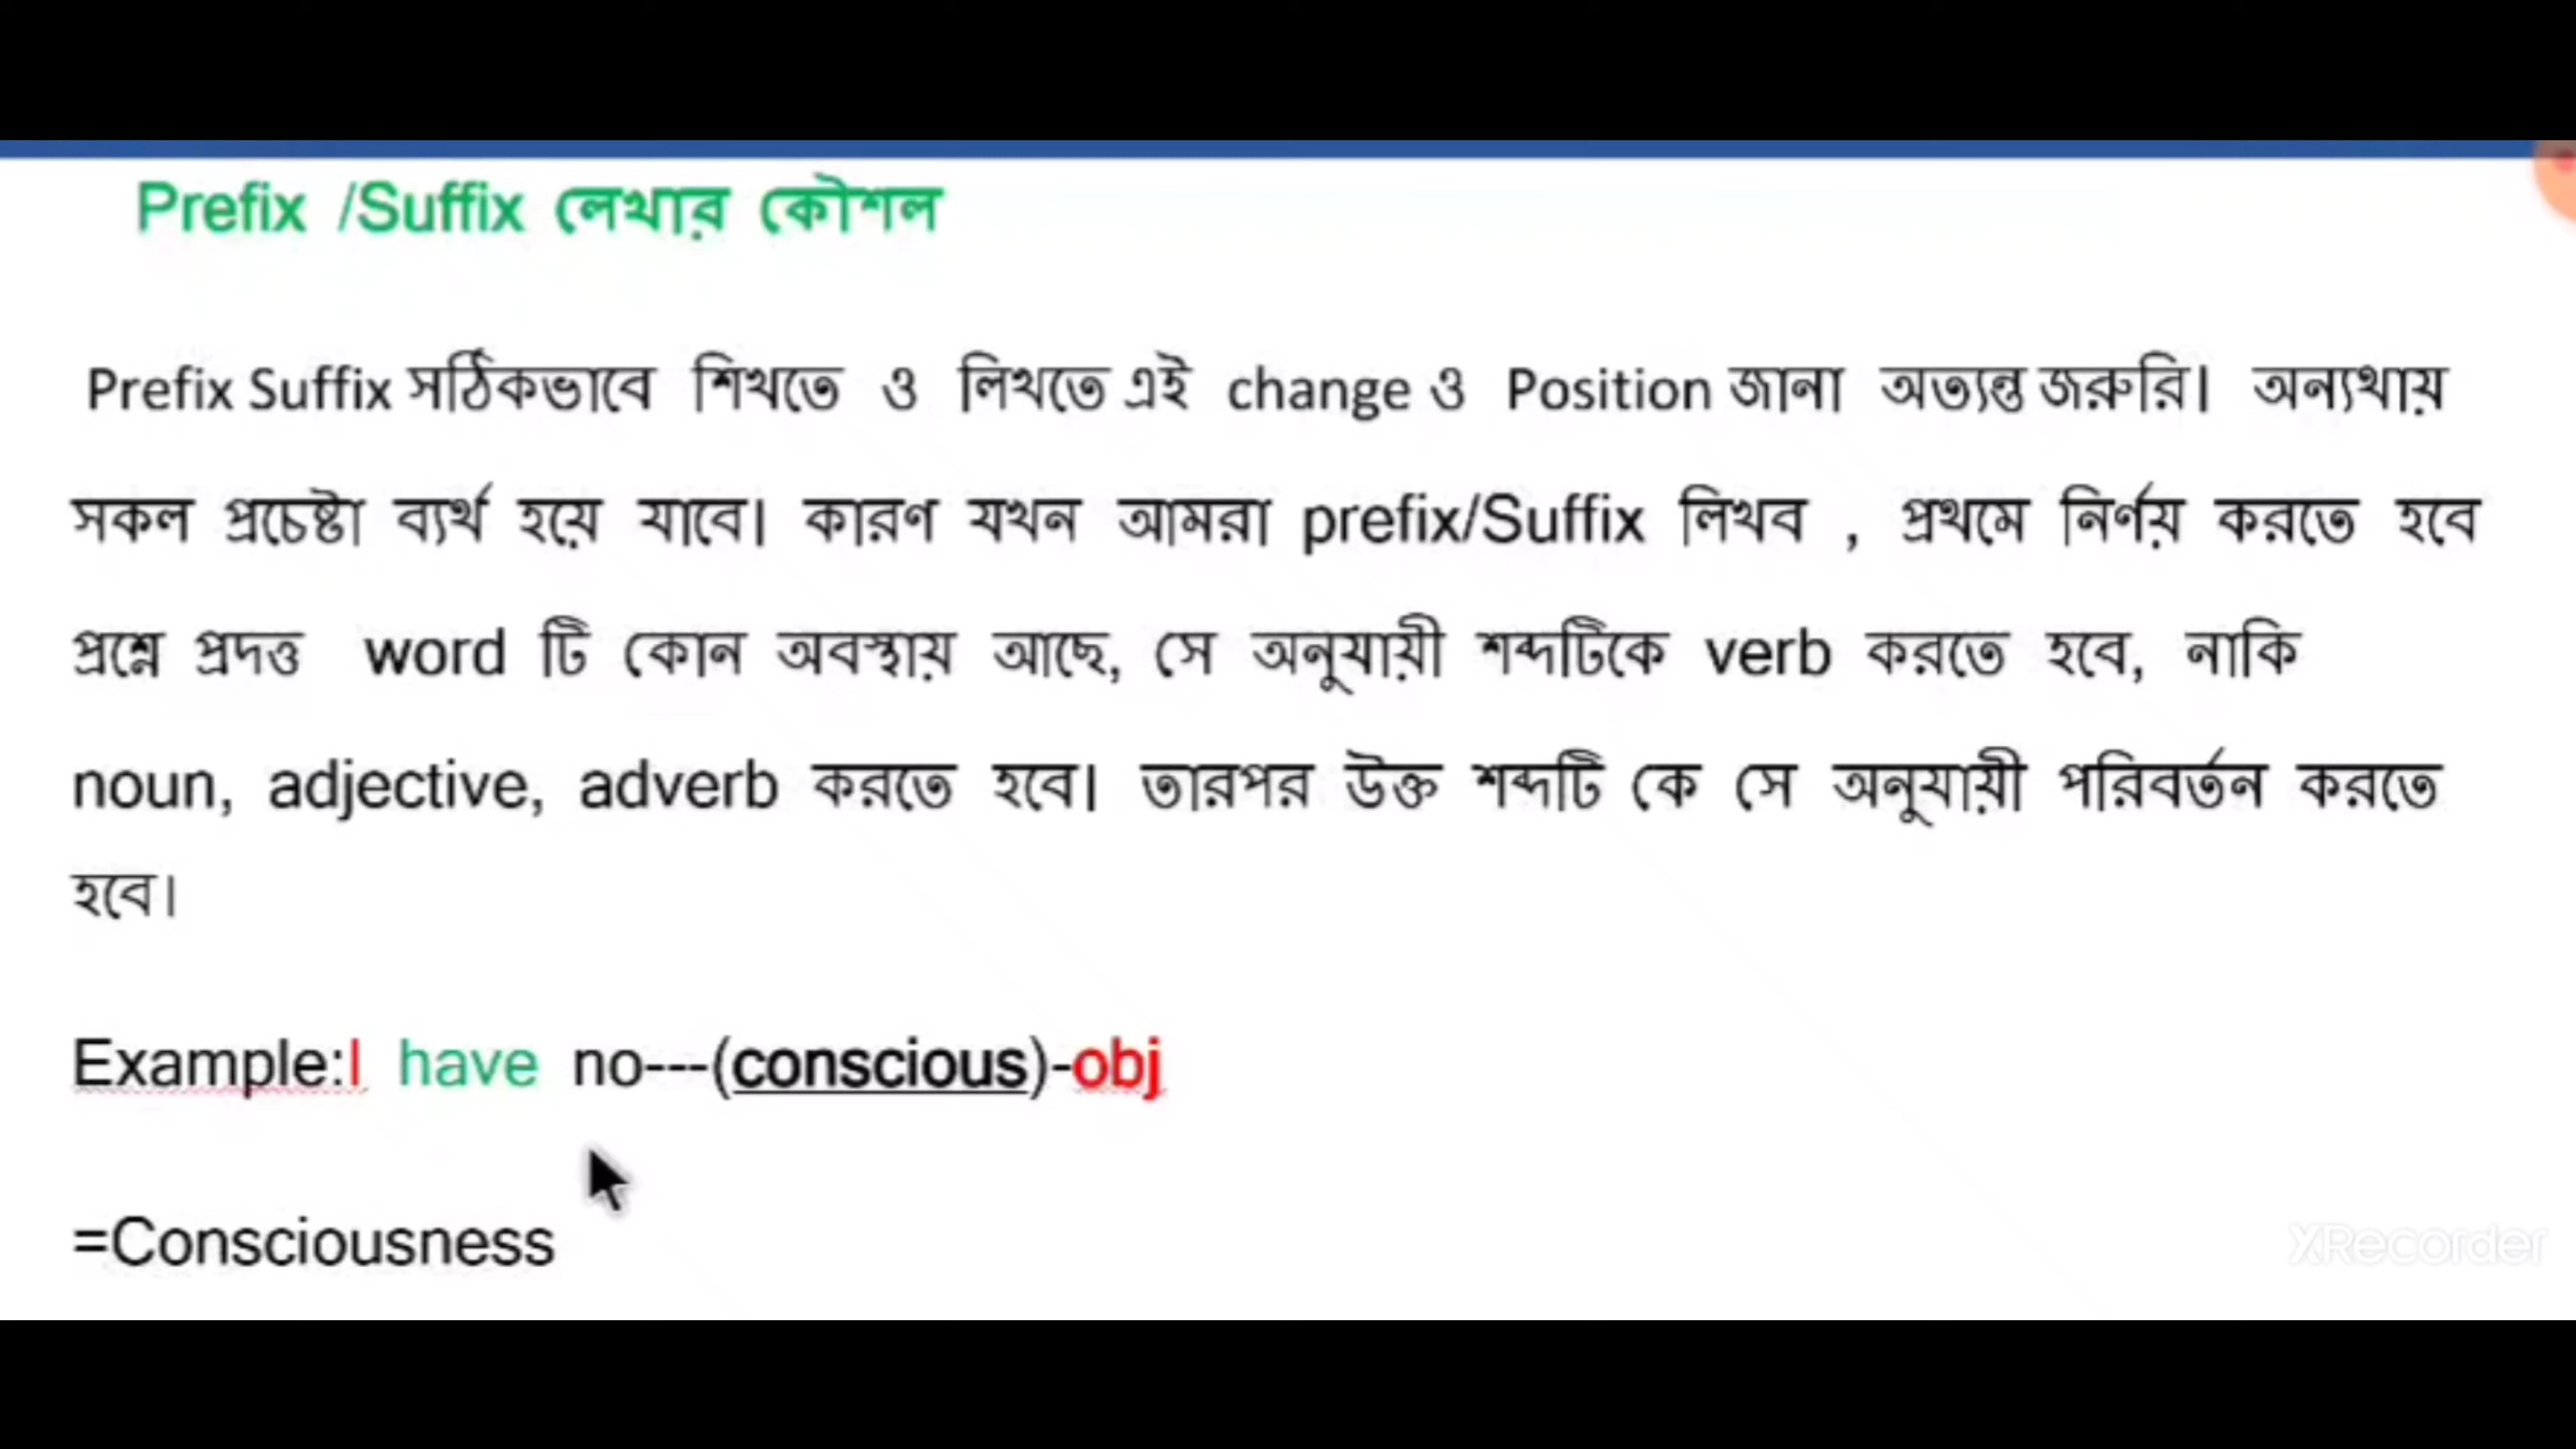 Prefix /Suffix লেখার কৌশল
Prefix Suffix সঠিকভাবে শিখতে ও লিখতে এই change ও Position জানা অত্যন্ত জরুরি। অন্যথায়
সকল প্রচেষ্টা ব্যর্থ হয়ে যাবে। কারণ যখন আমরা prefix/Suffix লিখব , প্রথমে নির্ণয় করতে হবে
প্রশ্নে প্রদত্ত word টি কোন অবস্থায় আছে, সে অনুযায়ী শব্দটিকে verb করতে হবে, নাকি
noun, adjective, adverb করতে হবে। তারপর উক্ত শব্দটি কে সে অনুযায়ী পরিবর্তন করতে
হবে।
Example:I have no---(conscious)-obj
=Consciousness
XRecorder